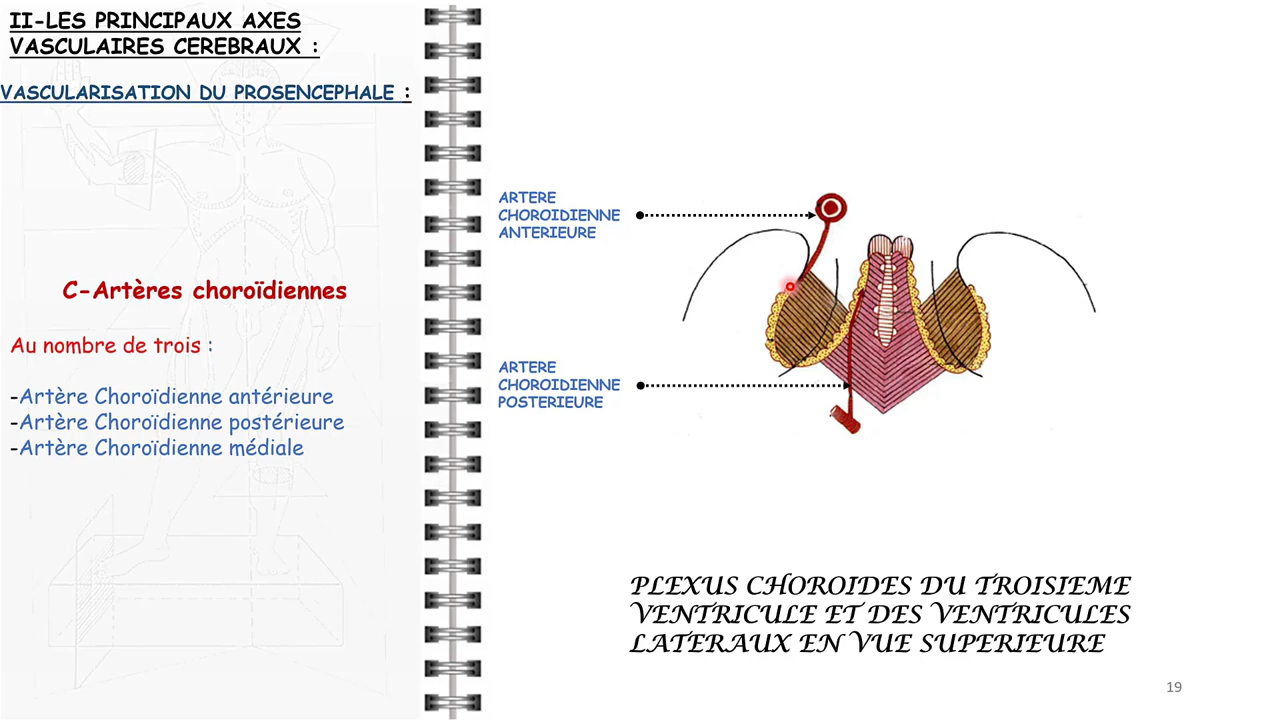 II-LES PRINCIPAUX AXES
VASCULAIRES CEREBRAUX :
VASCULARISATION DU PROSENCEPHALE :
C-Artères choroïdiennes
Au nombre de trois :
-Artère Choroïdienne antérieure
-Artère Choroïdienne postérieure
-Artère Choroïdienne médiale
ARTERE
CHOROIDIENNE
ANTERIEURE
ARTERE
CHOROIDIENNE
POSTERIEURE
PLEXUS CHOROIDES DU TROISIEME
VENTRICULE ET DES VENTRICULES
LATERAUX EN VUE SUPERIEURE
19